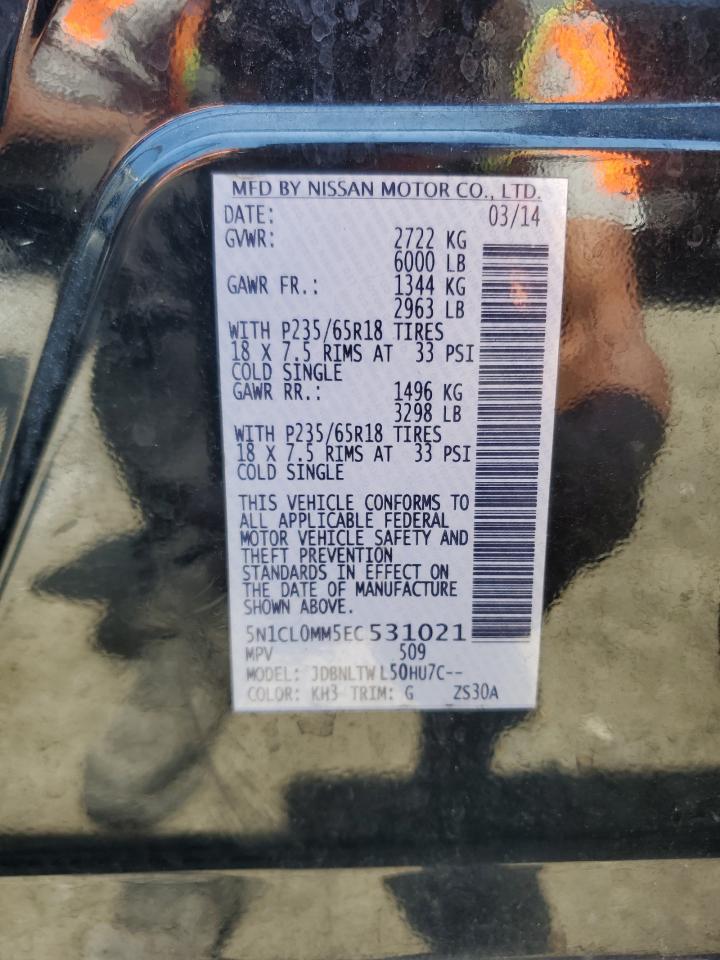 MFD BY NISSAN MOTOR CO., LTD.
DATE: 03/14
GVWR: 2722 KG
6000 LB
GAWR FR.: 1344 KG
2963 LB
WITH P235/65R18 TIRES
18 X 7.5 RIMS AT 33 PSI
COLD SINGLE
GAWR RR.: 1496 KG
3298 LB
WITH P235/65R18 TIRES
18 X 7.5 RIMS AT 33 PSI
COLD SINGLE
THIS VEHICLE CONFORMS TO
ALL APPLICABLE FEDERAL
MOTOR VEHICLE SAFETY AND
THEFT PREVENTION
STANDARDS IN EFFECT ON
THE DATE OF MANUFACTURE
SHOWN ABOVE.
5N1CL0MM5EC531021
MPV 509
MODEL: JDBNLTWL50HU7C--
COLOR: KH3 TRIM: G ZS30A